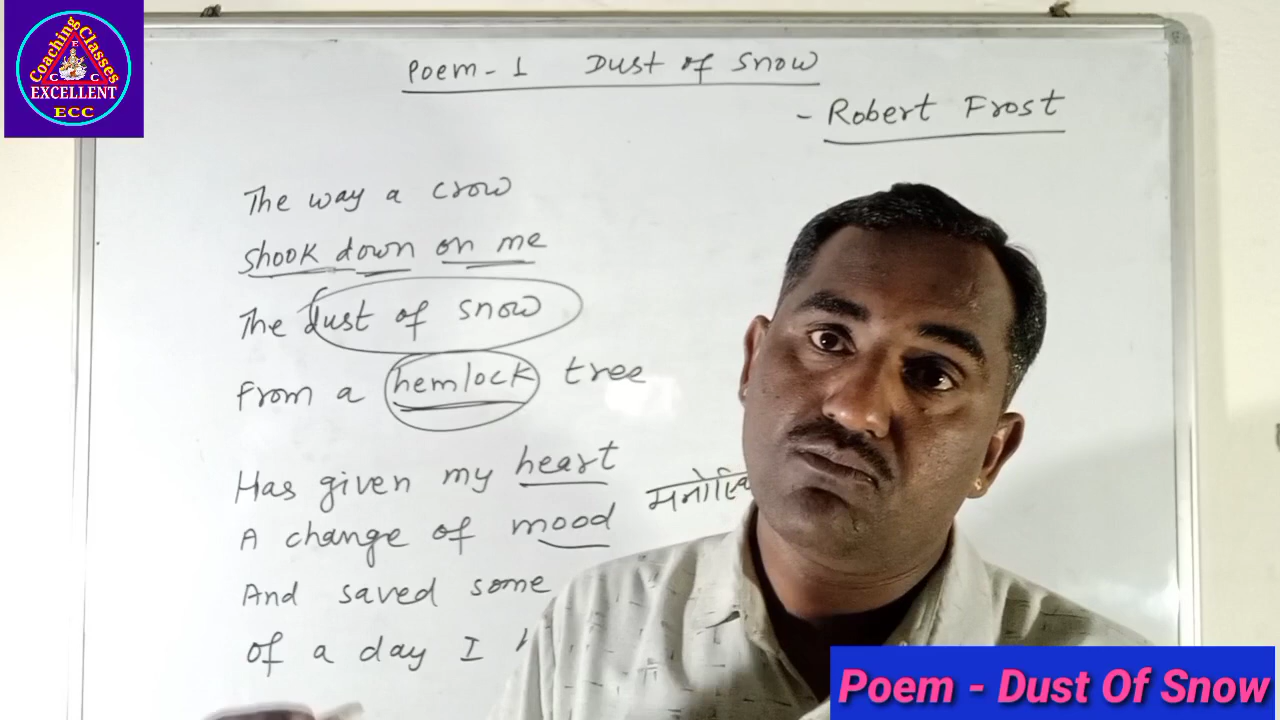 Coaching Classes
E
C C
EXCELLENT
ECC
Poem - 1 Dust of Snow
- Robert Frost
The way a crow
Shook down on me
The dust of snow
From a hemlock tree
Has given my heart
A change of mood
And saved some
of a day I
Poem - Dust Of Snow